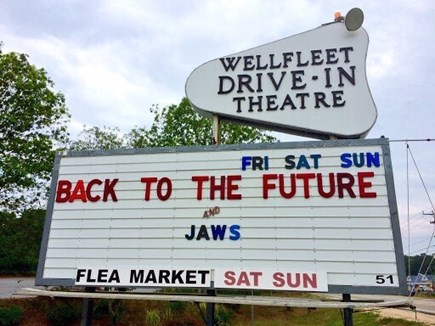 WELLFLEET
DRIVE-IN
THEATRE
FRI SAT SUN
BACK TO THE FUTURE
AND
JAWS
FLEA MARKET SAT SUN
51